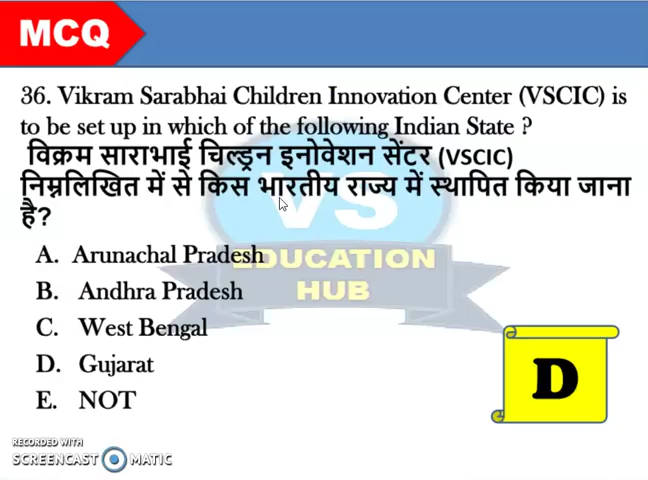 MCQ
36. Vikram Sarabhai Children Innovation Center (VSCIC) is
to be set up in which of the following Indian State ?
विक्रम साराभाई चिल्ड्रन इनोवेशन सेंटर (VSCIC)
निम्नलिखित में से किस भारतीय राज्य में स्थापित किया जाना
है?
VS
EDUCATION
HUB
A. Arunachal Pradesh
B. Andhra Pradesh
C. West Bengal
D. Gujarat
E. NOT
D
RECORDED WITH
SCREENCAST MATIC